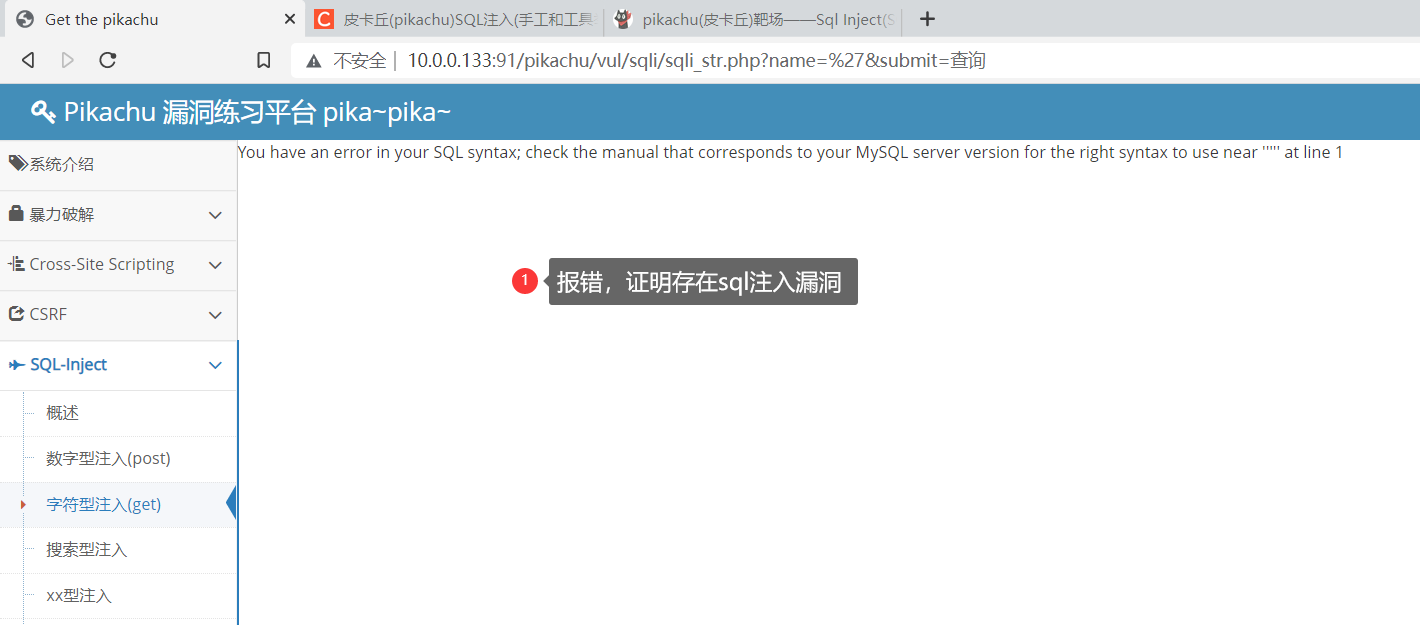 Get the pikachu
皮卡丘(pikachu)SQL注入(手工和工具
pikachu(皮卡丘)靶场——Sql Inject(S
不安全 10.0.0.133:91/pikachu/vul/sqli/sqli_str.php?name=%27&submit=查询
Pikachu 漏洞练习平台 pika~pika~
系统介绍
You have an error in your SQL syntax; check the manual that corresponds to your MySQL server version for the right syntax to use near ''''' at line 1
暴力破解
Cross-Site Scripting
1 报错，证明存在sql注入漏洞
CSRF
SQL-Inject
概述
数字型注入(post)
字符型注入(get)
搜索型注入
xx型注入